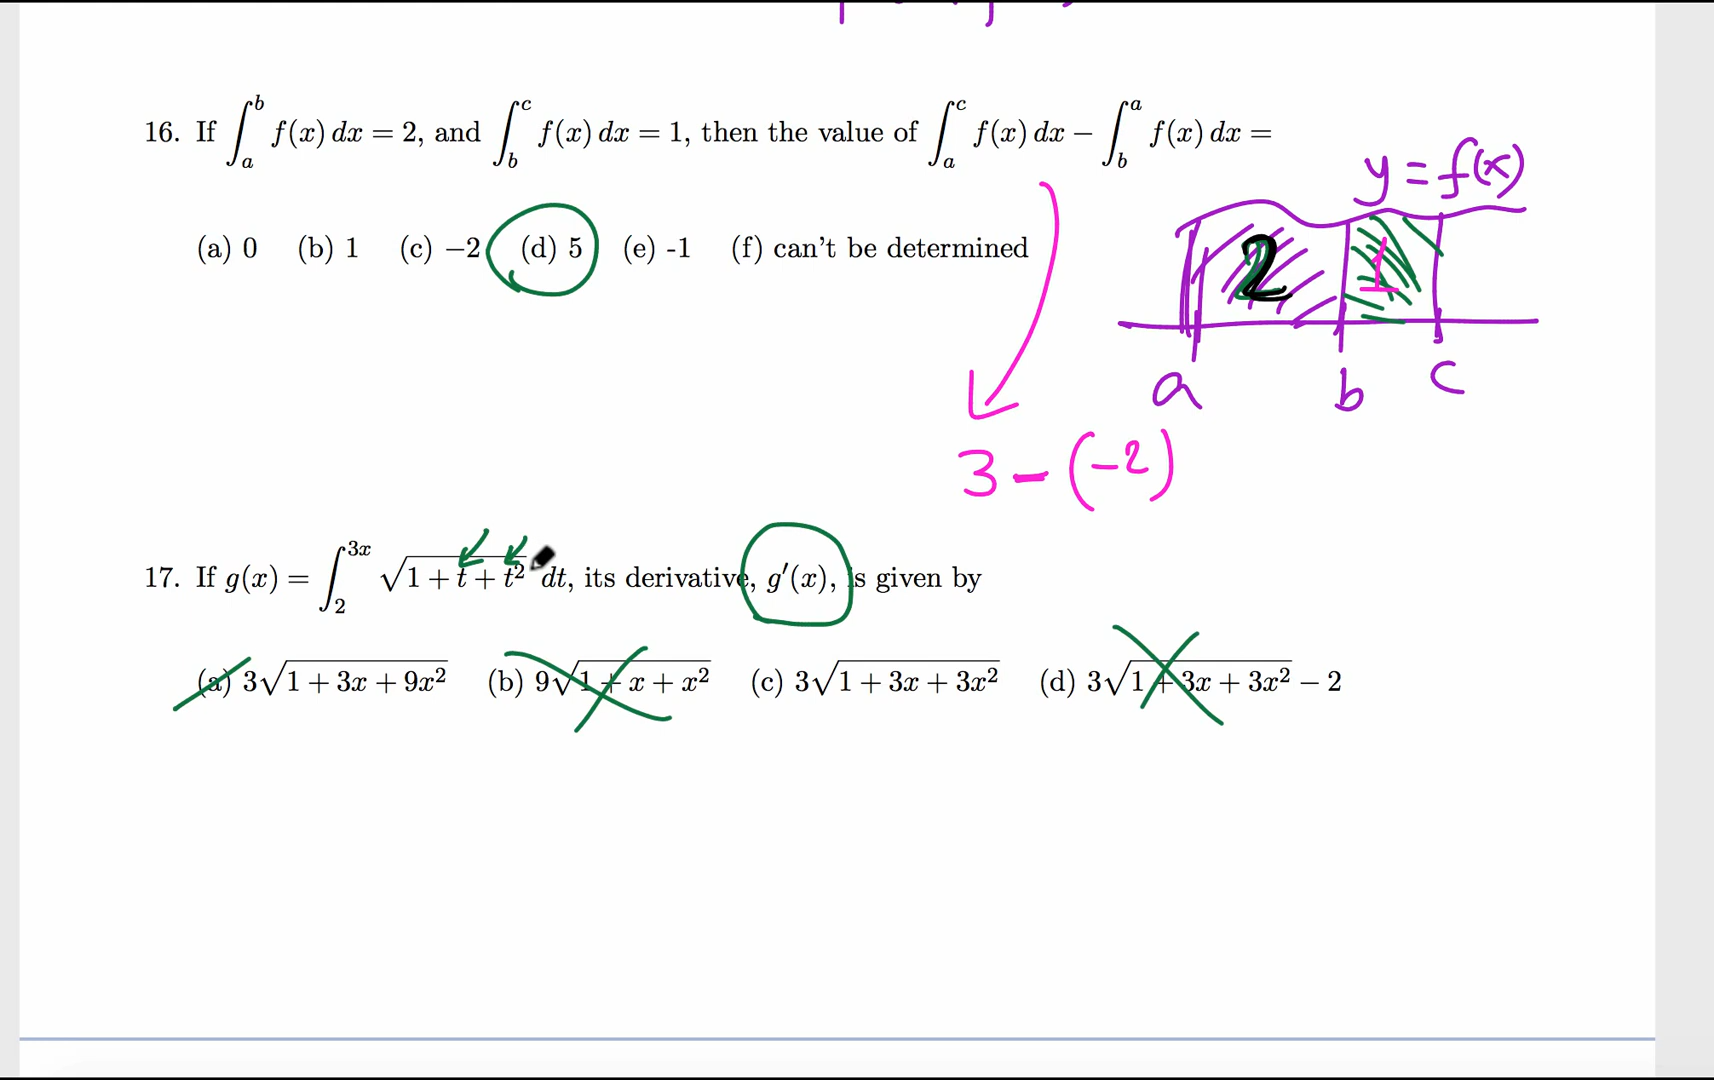 16. If ∫_a^b f(x) dx = 2, and ∫_b^c f(x) dx = 1, then the value of ∫_a^c f(x) dx − ∫_b^a f(x) dx =
y = f(x)
(a) 0 (b) 1 (c) −2 (d) 5 (e) -1 (f) can't be determined
2 1
a b c
3 - (-2)
17. If g(x) = ∫_2^{3x} √(1 + t + t²) dt, its derivative, g′(x), is given by
(a) 3√(1 + 3x + 9x²) (b) 9√(1 + x + x²) (c) 3√(1 + 3x + 3x²) (d) 3√(1 + 3x + 3x²) − 2